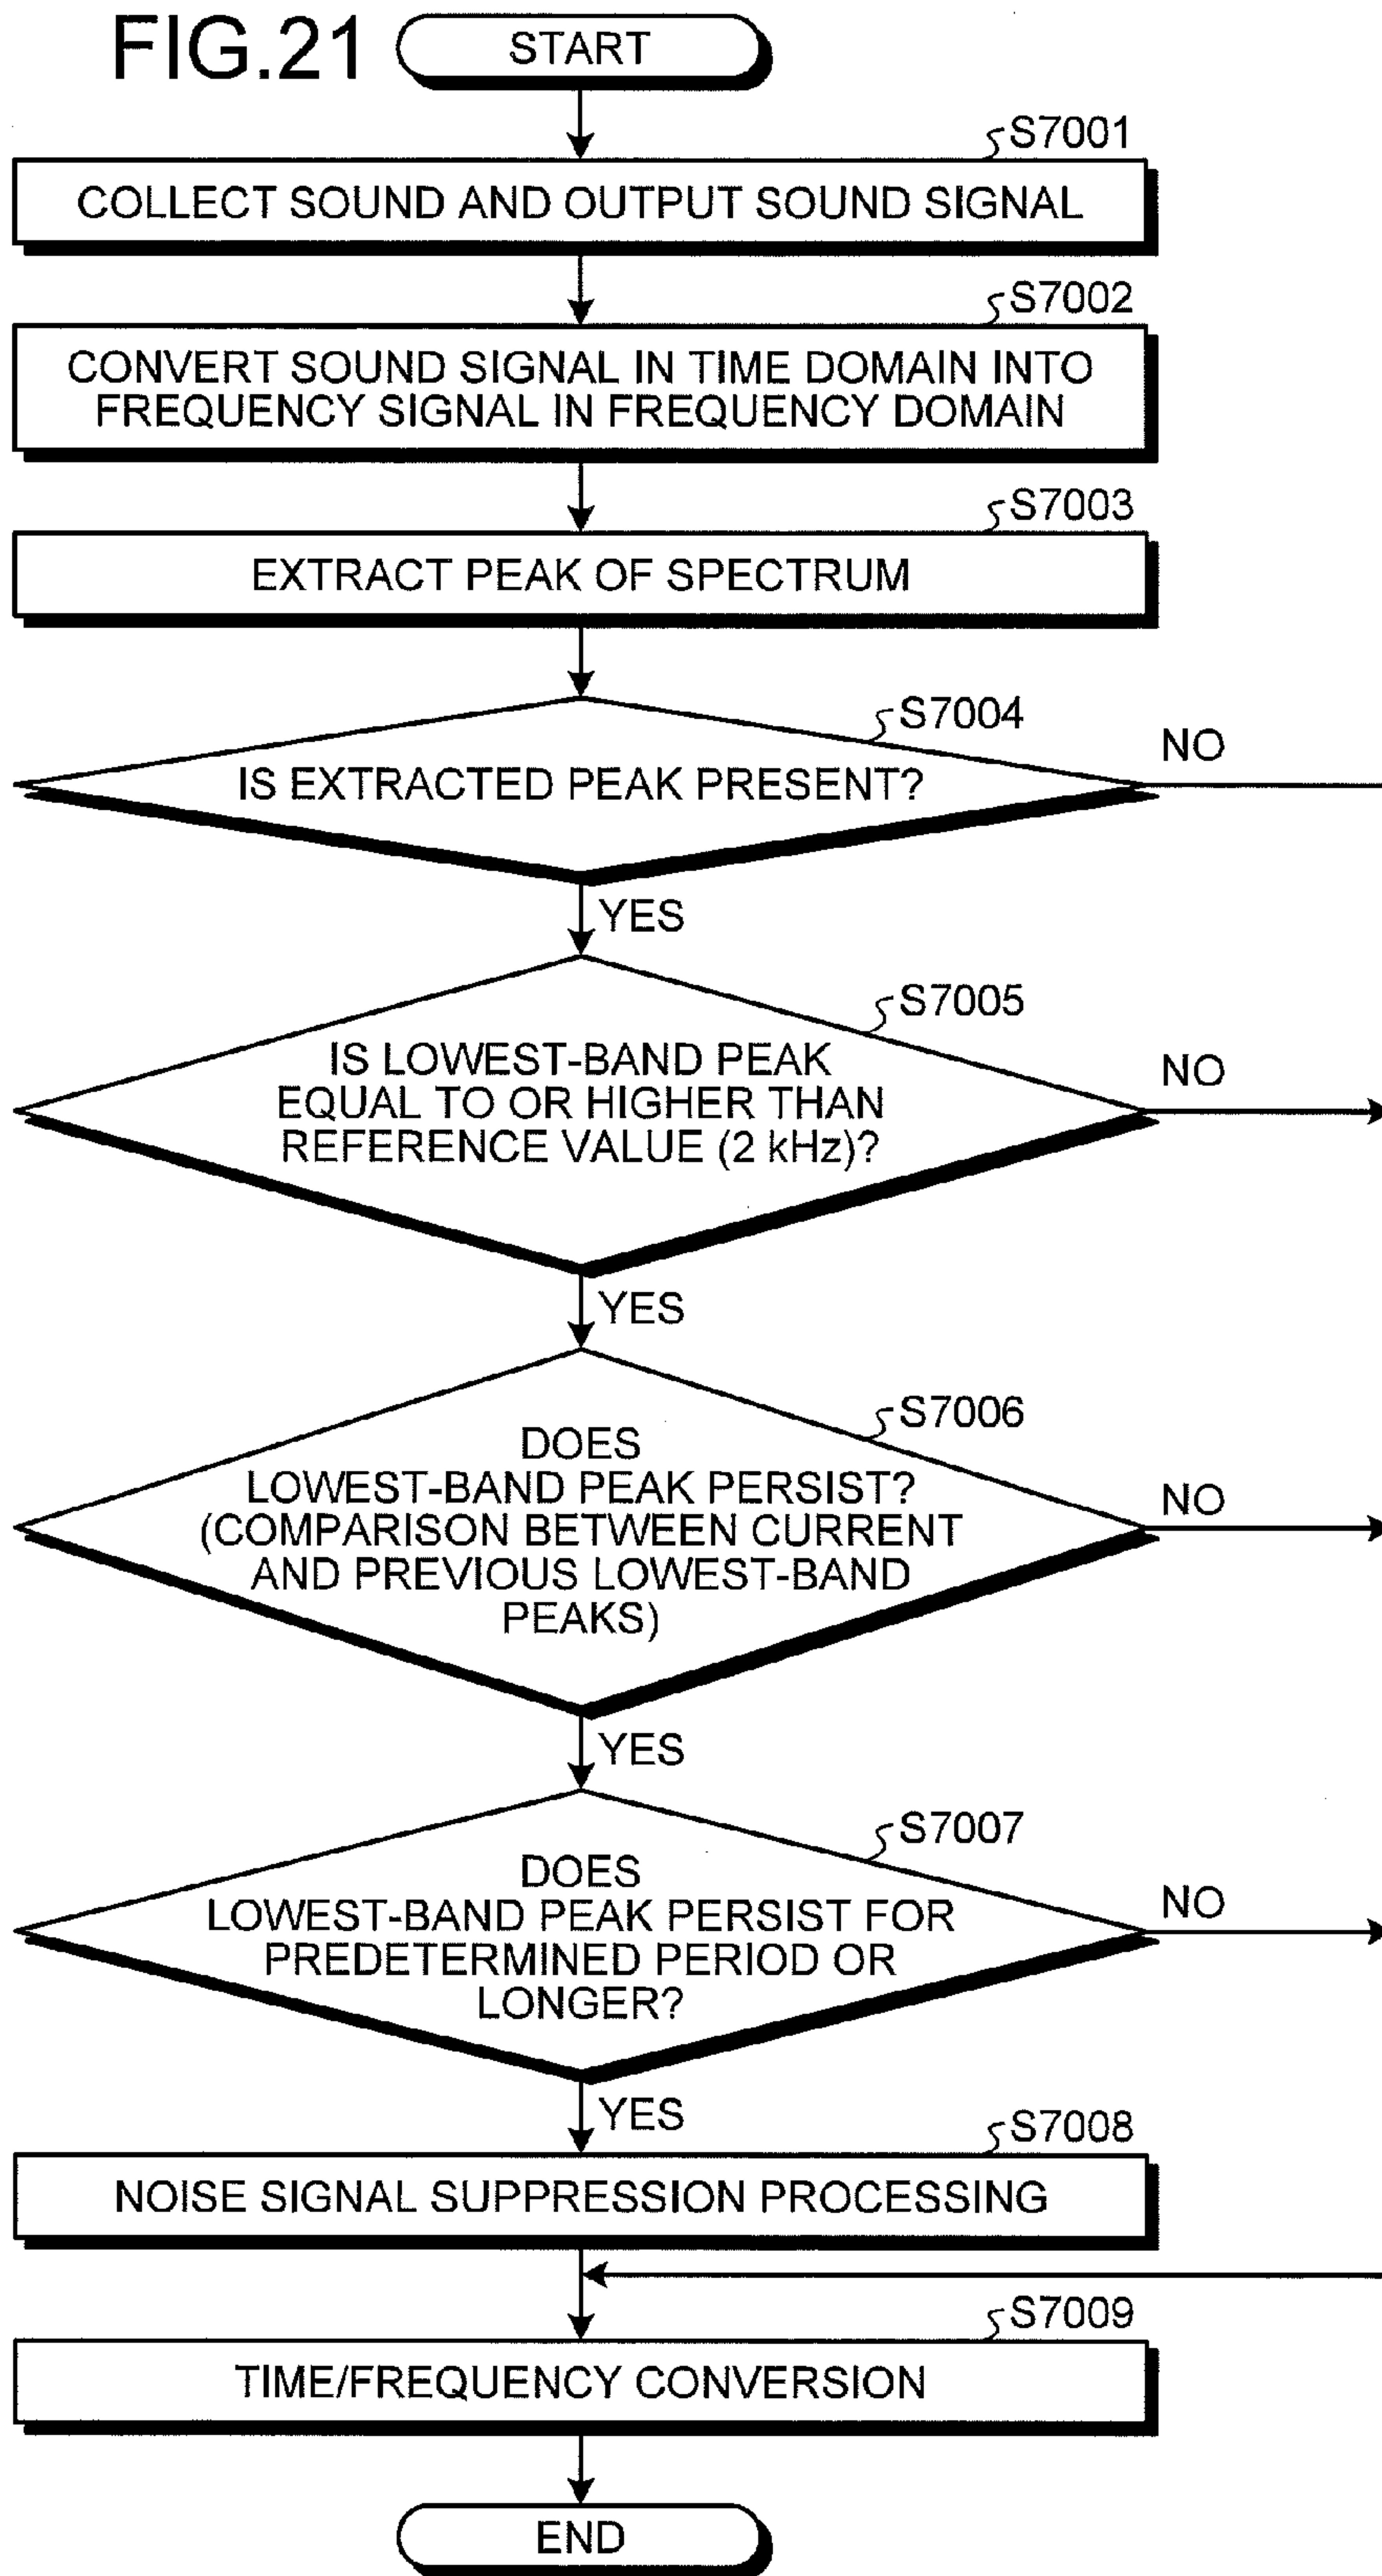 FIG.21
START
S7001
COLLECT SOUND AND OUTPUT SOUND SIGNAL
S7002
CONVERT SOUND SIGNAL IN TIME DOMAIN INTO
FREQUENCY SIGNAL IN FREQUENCY DOMAIN
S7003
EXTRACT PEAK OF SPECTRUM
S7004
NO
IS EXTRACTED PEAK PRESENT?
YES
S7005
IS LOWEST-BAND PEAK
NO
EQUAL TO OR HIGHER THAN
REFERENCE VALUE (2 kHz)?
YES
S7006
DOES
LOWEST-BAND PEAK PERSIST?
NO
(COMPARISON BETWEEN CURRENT
AND PREVIOUS LOWEST-BAND
PEAKS)
YES
S7007
DOES
NO
LOWEST-BAND PEAK PERSIST FOR
PREDETERMINED PERIOD OR
LONGER?
YES
S7008
NOISE SIGNAL SUPPRESSION PROCESSING
S7009
TIME/FREQUENCY CONVERSION
END